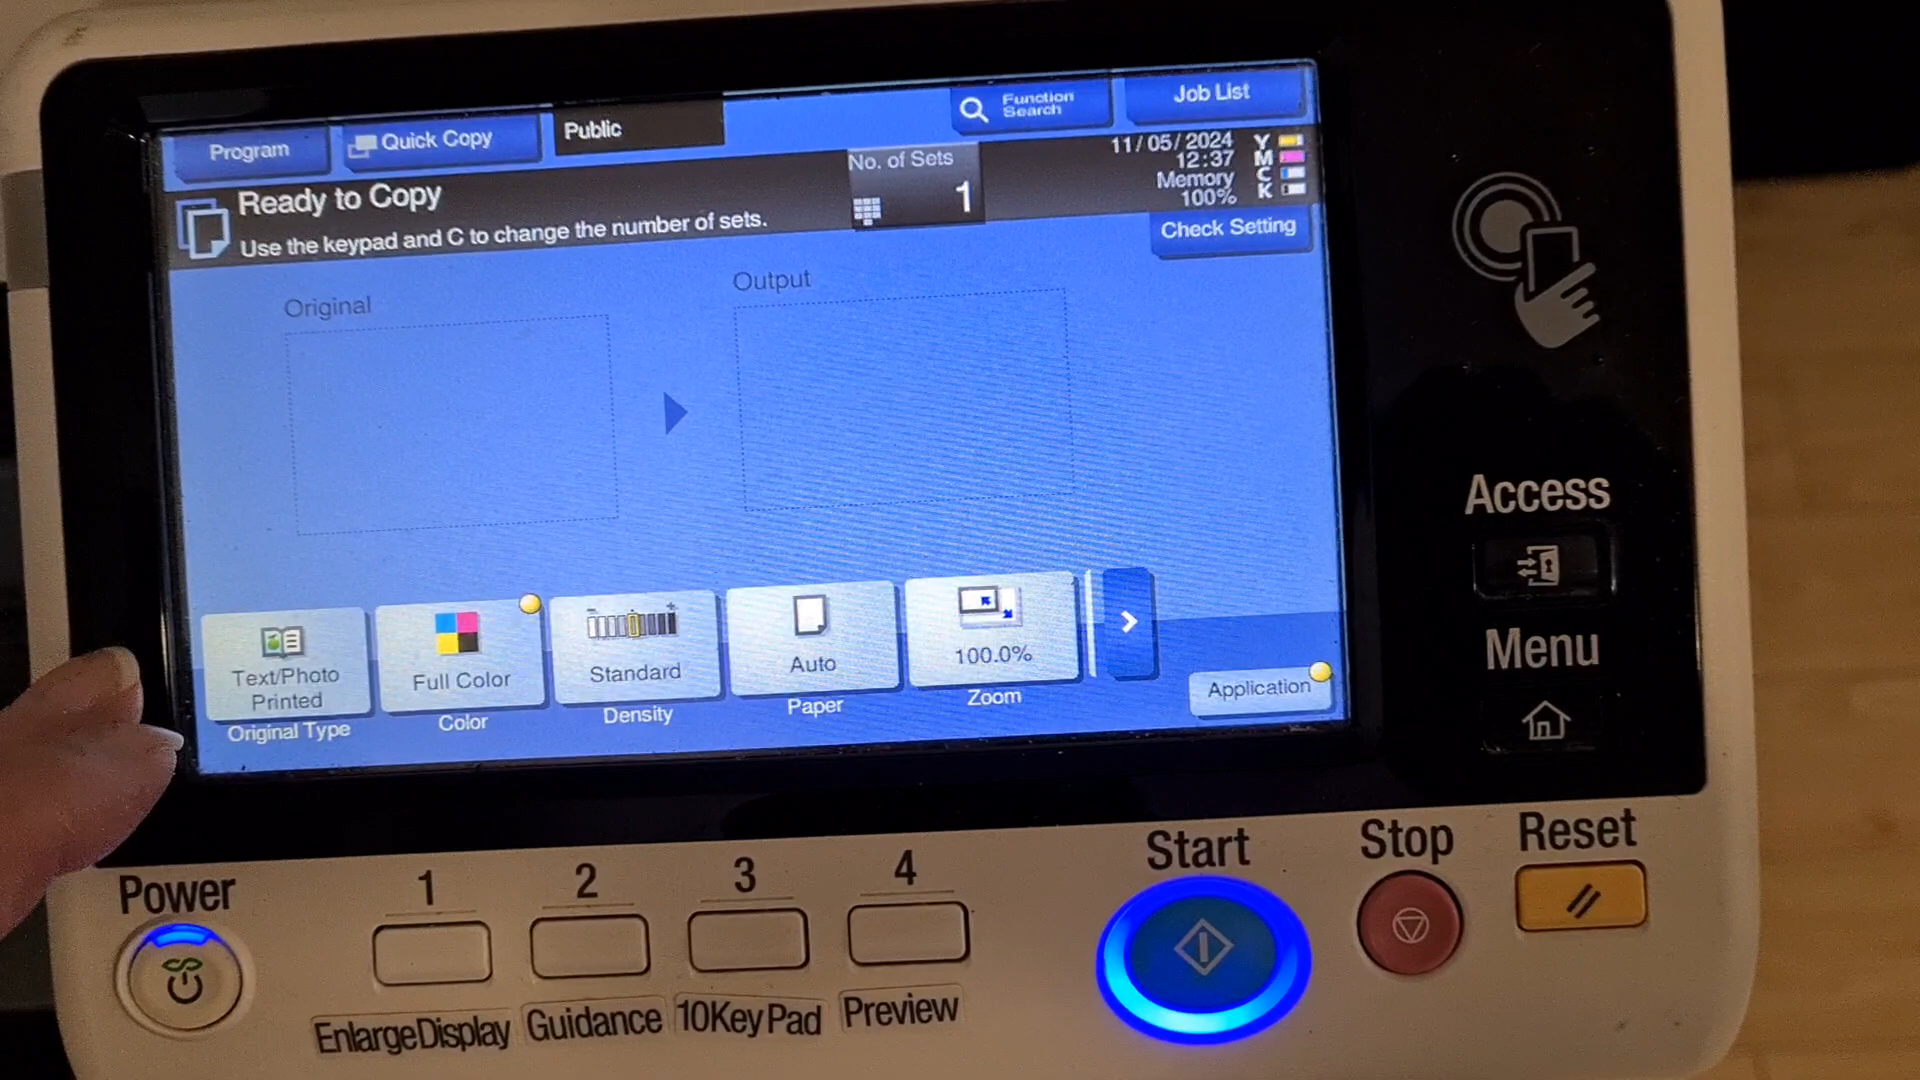 Program
Quick Copy
Public
Function
Search
Job List
Ready to Copy
Use the keypad and C to change the number of sets.
No. of Sets
1
11/05/2024
12:37
Memory
100%
Y
M
C
K
Check Setting
Original
Output
Text/Photo
Printed
Original Type
Full Color
Color
Standard
Density
Auto
Paper
100.0%
Zoom
Application
Access
Menu
Power
1
2
3
4
Start
Stop
Reset
EnlargeDisplay
Guidance
10KeyPad
Preview